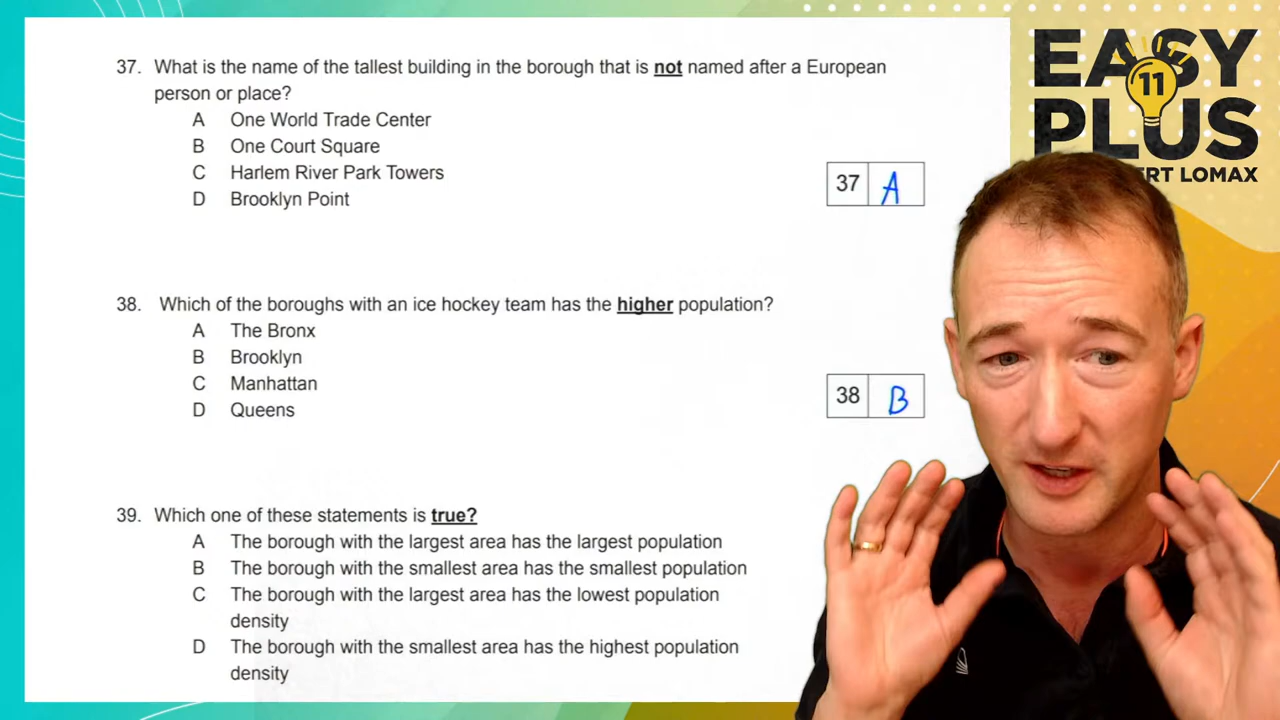 37. What is the name of the tallest building in the borough that is not named after a European
person or place?
A One World Trade Center
B One Court Square
C Harlem River Park Towers
D Brooklyn Point
37 A
38. Which of the boroughs with an ice hockey team has the higher population?
A The Bronx
B Brooklyn
C Manhattan
D Queens
38 B
39. Which one of these statements is true?
A The borough with the largest area has the largest population
B The borough with the smallest area has the smallest population
C The borough with the largest area has the lowest population
density
D The borough with the smallest area has the highest population
density
EASY
11
PLUS
LOMAX